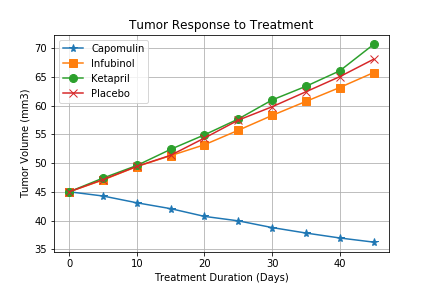 Tumor Response to Treatment
Tumor Volume (mm3)
70
65
60
55
50
45
40
35
Capomulin
Infubinol
Ketapril
Placebo
0 10 20 30 40
Treatment Duration (Days)